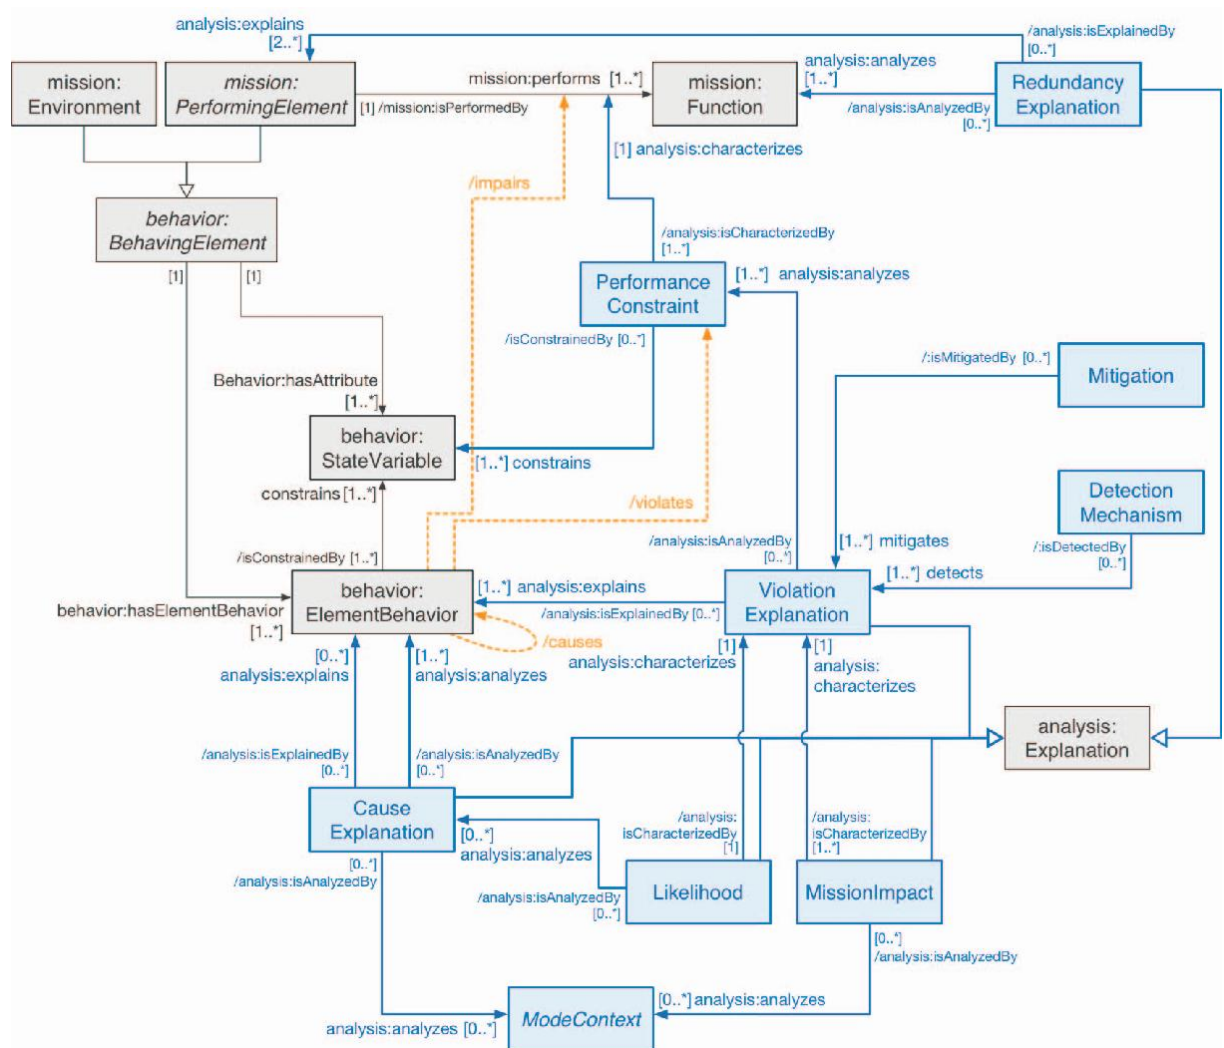 analysis:explains
[2..*]
/analysis:isExplainedBy
[0..*]
mission:
Environment
mission:
PerformingElement
mission:performs [1..*]
[1] /mission:isPerformedBy
mission:
Function
analysis:analyzes
[1..*]
/analysis:isAnalyzedBy
[0..*]
Redundancy
Explanation
[1] analysis:characterizes
/impairs
behavior:
BehavingElement
[1]
[1]
/analysis:isCharacterizedBy
[1..*]
Performance
Constraint
[1..*] analysis:analyzes
/isConstrainedBy [0..*]
/:isMitigatedBy [0..*]
Mitigation
Behavior:hasAttribute
[1..*]
behavior:
StateVariable
[1..*] constrains
constrains [1..*]
/violates
Detection
Mechanism
/analysis:isAnalyzedBy
[0..*]
[1..*] mitigates
/:isDetectedBy
[0..*]
/isConstrainedBy [1..*]
[1..*] detects
behavior:
ElementBehavior
[1..*] analysis:explains
/analysis:isExplainedBy [0..*]
Violation
Explanation
behavior:hasElementBehavior
[1..*]
/causes
[0..*]
analysis:explains
[1..*]
analysis:analyzes
[1]
analysis:characterizes
[1]
analysis:
characterizes
analysis:
Explanation
/analysis:isExplainedBy
[0..*]
/analysis:isAnalyzedBy
[0..*]
Cause
Explanation
[0..*]
analysis:analyzes
/analysis:
isCharacterizedBy
[1]
/analysis:
isCharacterizedBy
[1..*]
[0..*]
/analysis:isAnalyzedBy
/analysis:isAnalyzedBy
[0..*]
Likelihood
MissionImpact
[0..*]
/analysis:isAnalyzedBy
analysis:analyzes [0..*]
ModeContext
[0..*] analysis:analyzes